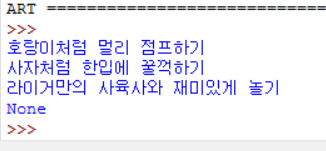 ART ===========================
>>>
호랑이처럼 멀리 점프하기
사자처럼 한입에 꿀꺽하기
라이거만의 사육사와 재미있게 놀기
None
>>>